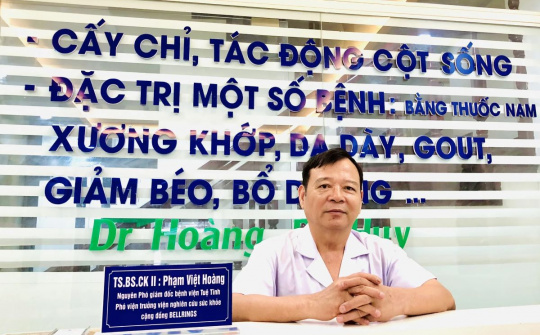 - CẤY CHỈ, TÁC ĐỘNG CỘT SỐNG
- ĐẶC TRỊ MỘT SỐ BỆNH: BẰNG THUỐC NAM
XƯƠNG KHỚP, DẠ DÀY, GOUT,
GIẢM BÉO, BỔ D NG ...
Dr Hoàng uy
TS.BS.CK II : Phạm Việt Hoàng
Nguyên Phó giám đốc bệnh viện Tuệ Tĩnh
Phó viện trưởng viện nghiên cứu sức khỏe
cộng đồng BELLRINGS